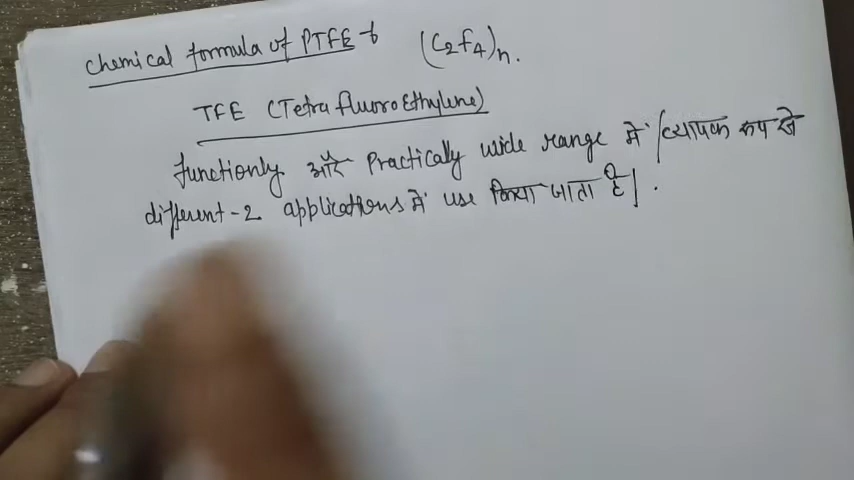 chemical formula of PTFE - (C2F4)n.
TFE (Tetra fluoro Ethylene)
functionly और Practically wide range में /व्यापक रूप से
different-2 applications में use किया जाता है| .